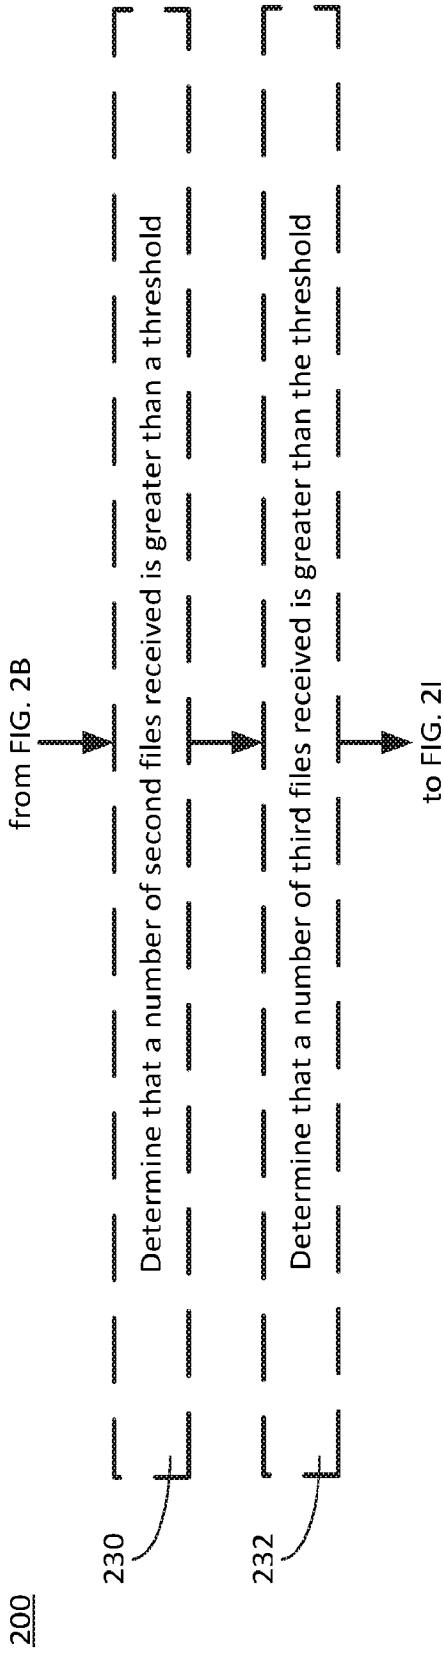 200
from FIG. 2B
230
Determine that a number of second files received is greater than a threshold
232
Determine that a number of third files received is greater than the threshold
to FIG. 2I